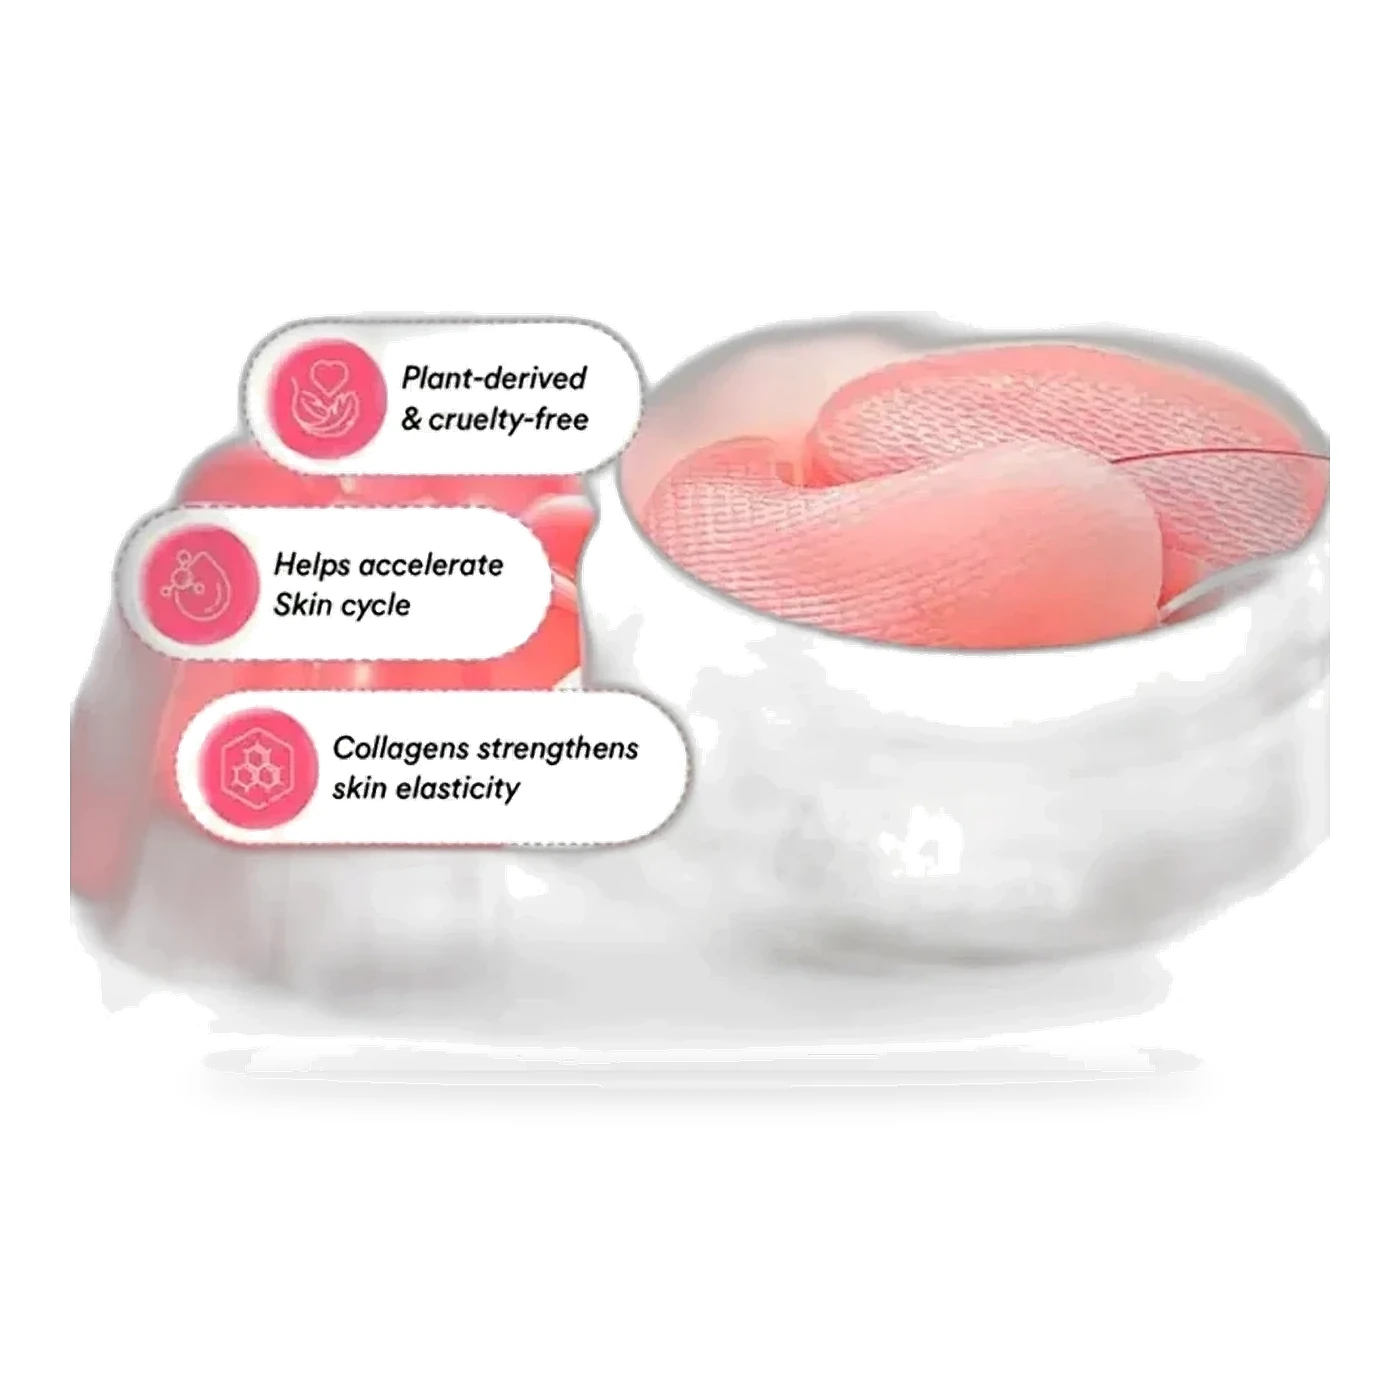 Plant-derived
& cruelty-free
Helps accelerate
Skin cycle
Collagens strengthens
skin elasticity